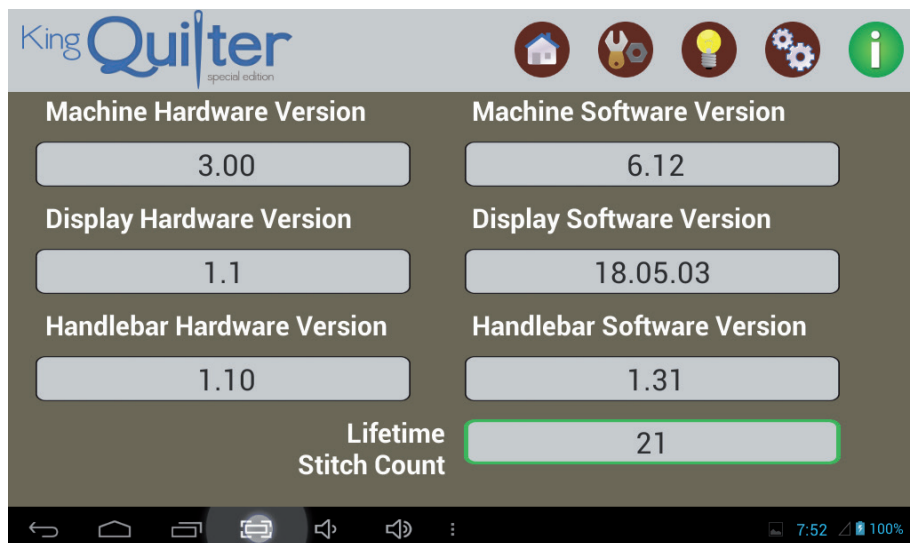 King Quilter
special edition
i
Machine Hardware Version
Machine Software Version
3.00
6.12
Display Hardware Version
Display Software Version
1.1
18.05.03
Handlebar Hardware Version
Handlebar Software Version
1.10
1.31
Lifetime
Stitch Count
21
7:52
100%